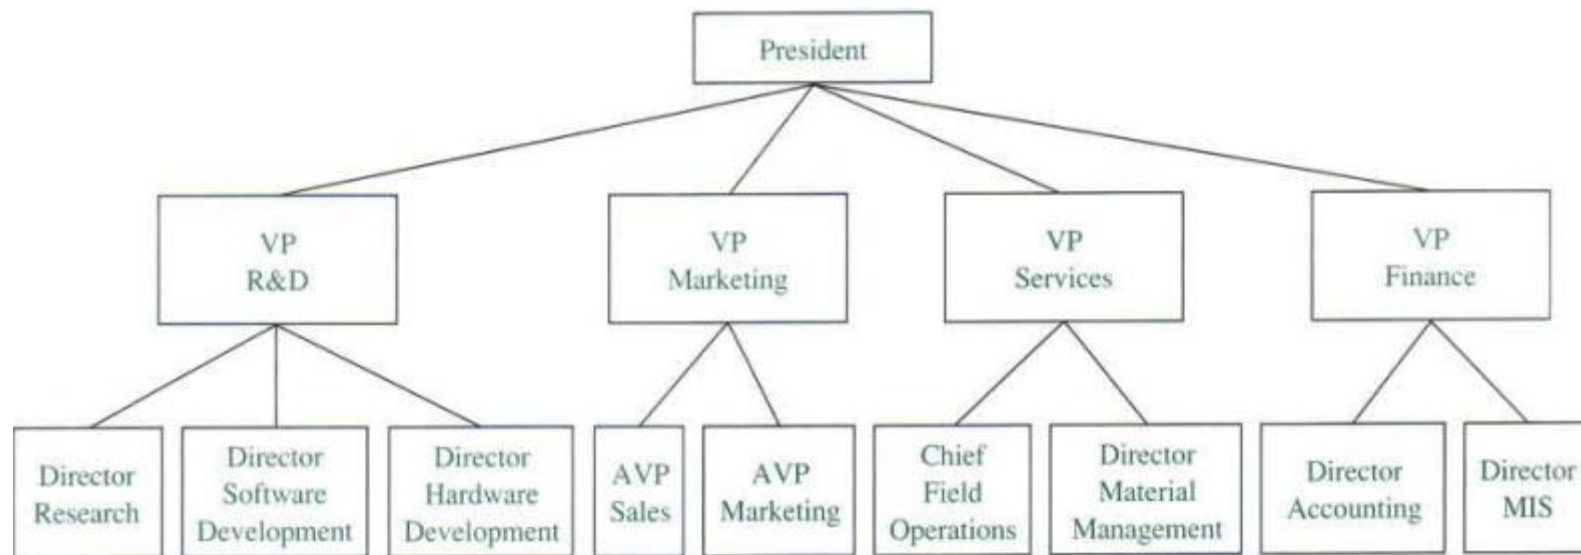 President
VP
R&D
VP
Marketing
VP
Services
VP
Finance
Director
Research
Director
Software
Development
Director
Hardware
Development
AVP
Sales
AVP
Marketing
Chief
Field
Operations
Director
Material
Management
Director
Accounting
Director
MIS